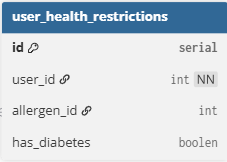 user_health_restrictions
id serial
user_id int NN
allergen_id int
has_diabetes boolen